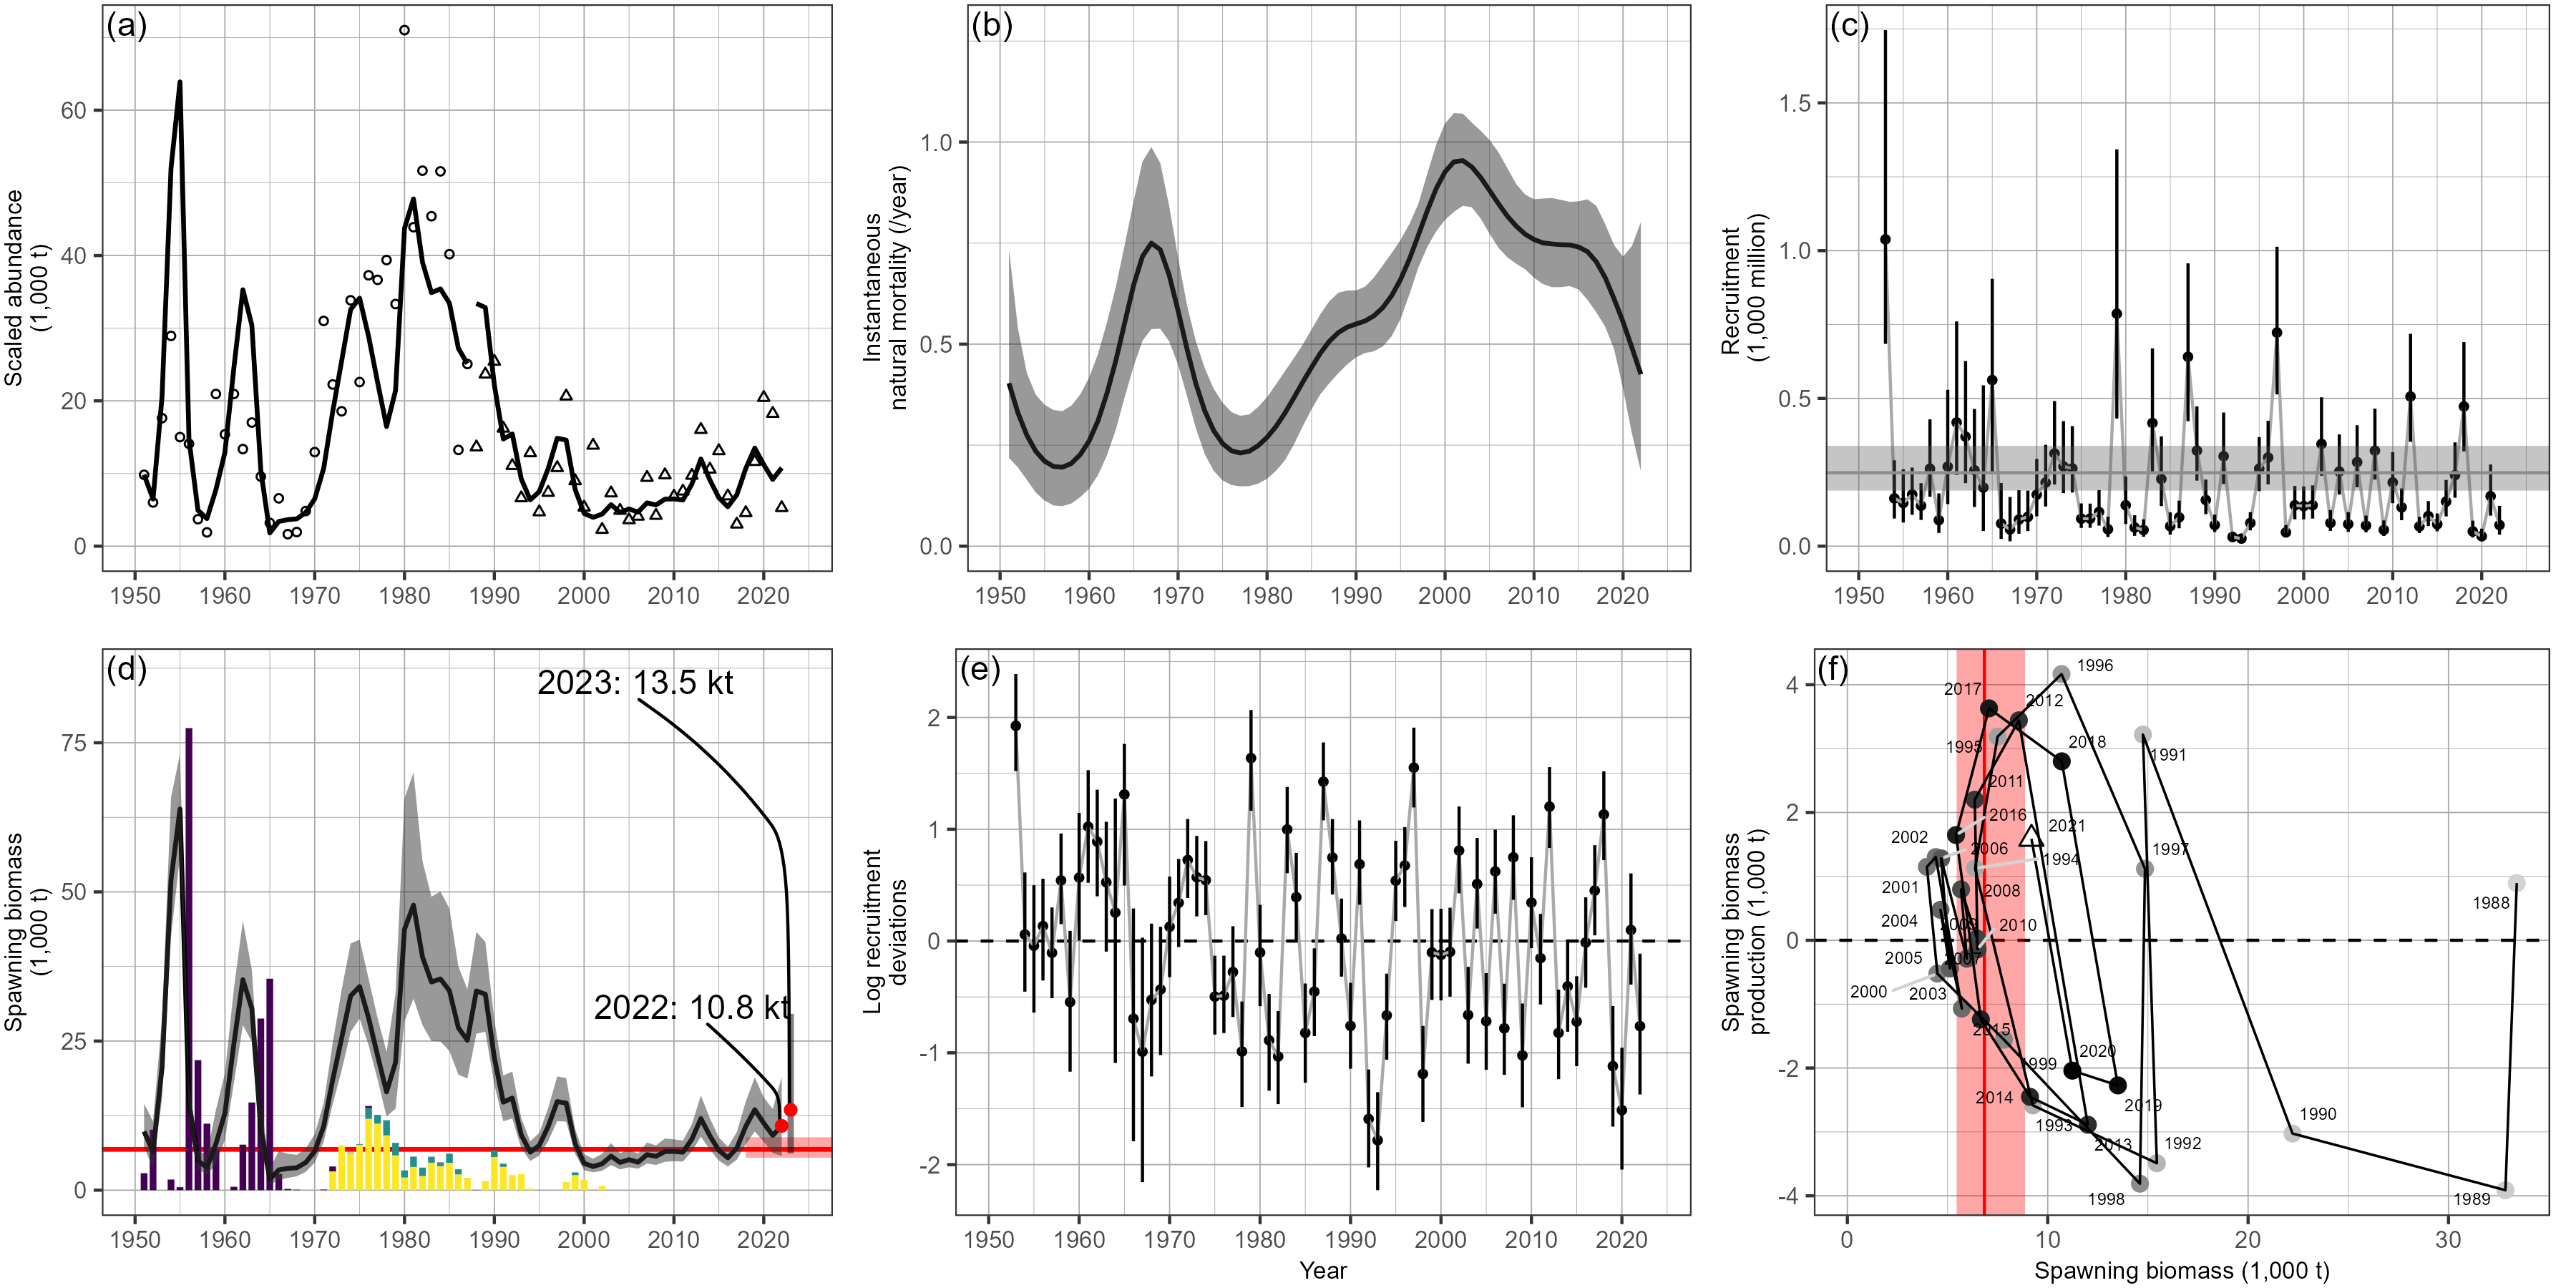 (a)
Scaled abundance
(1,000 t)
60
40
20
0
1950 1960 1970 1980 1990 2000 2010 2020
(b)
Instantaneous
natural mortality (/year)
1.0
0.5
0.0
1950 1960 1970 1980 1990 2000 2010 2020
(c)
Recruitment
(1,000 million)
1.5
1.0
0.5
0.0
1950 1960 1970 1980 1990 2000 2010 2020
(d)
Spawning biomass
(1,000 t)
75
50
25
0
2023: 13.5 kt
2022: 10.8 kt
1950 1960 1970 1980 1990 2000 2010 2020
(e)
Log recruitment
deviations
2
1
0
-1
-2
1950 1960 1970 1980 1990 2000 2010 2020
Year
(f)
Spawning biomass
production (1,000 t)
4
2
0
-2
-4
1996
2017
2012
1995
2018
1991
2011
2016
2021
2002
2006
1994
1997
2001
2008
1988
2004
2009
2010
2005
2007
2000
2003
2015
1999
2020
2014
2019
1990
1993
2013
1992
1998
1989
0 10 20 30
Spawning biomass (1,000 t)